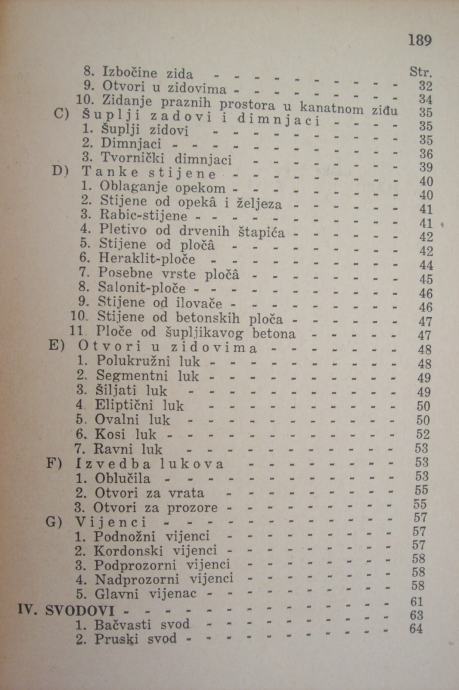 189
Str.
8. Izbočine zida - - - - - - - - - 32
9. Otvori u zidovima - - - - - - - - 34
10. Zidanje praznih prostora u kanatnom zidu 35
C) Šuplji zadovi i dimnjaci - - - - 35
1. Šuplji zidovi - - - - - - - - - 35
2. Dimnjaci - - - - - - - - - - 36
3. Tvornički dimnjaci - - - - - - - 39
D) Tanke stijene - - - - - - - - 40
1. Oblaganje opekom - - - - - - - - 40
2. Stijene od opekâ i željeza - - - - - - 41
3. Rabic-stijene - - - - - - - - - 41
4. Pletivo od drvenih štapića - - - - - - 42
5. Stijene od pločâ - - - - - - - - 42
6. Heraklit-ploče - - - - - - - - - 44
7. Posebne vrste pločâ - - - - - - - 45
8. Salonit-ploče - - - - - - - - - 46
9. Stijene od ilovače - - - - - - - - 46
10. Stijene od betonskih ploča - - - - - - 47
11. Ploče od šupljikavog betona - - - - - 47
E) Otvori u zidovima - - - - - - - 48
1. Polukružni luk - - - - - - - - - 48
2. Segmentni luk - - - - - - - - - 49
3. Šiljati luk - - - - - - - - - 49
4. Eliptični luk - - - - - - - - - 50
5. Ovalni luk - - - - - - - - - - 50
6. Kosi luk - - - - - - - - - - - 52
7. Ravni luk - - - - - - - - - - 53
F) Izvedba lukova - - - - - - - - 53
1. Oblučila - - - - - - - - - - 53
2. Otvori za vrata - - - - - - - - 55
3. Otvori za prozore - - - - - - - - 55
G) Vijenci - - - - - - - - - - - 57
1. Podnožni vijenci - - - - - - - - 57
2. Kordonski vijenci - - - - - - - - 57
3. Podprozorni vijenci - - - - - - - 58
4. Nadprozorni vijenci - - - - - - - 58
5. Glavni vijenac - - - - - - - - - 58
IV. SVODOVI - - - - - - - - - - - - 61
1. Bačvasti svod - - - - - - - - - 63
2. Pruski svod - - - - - - - - - - 64